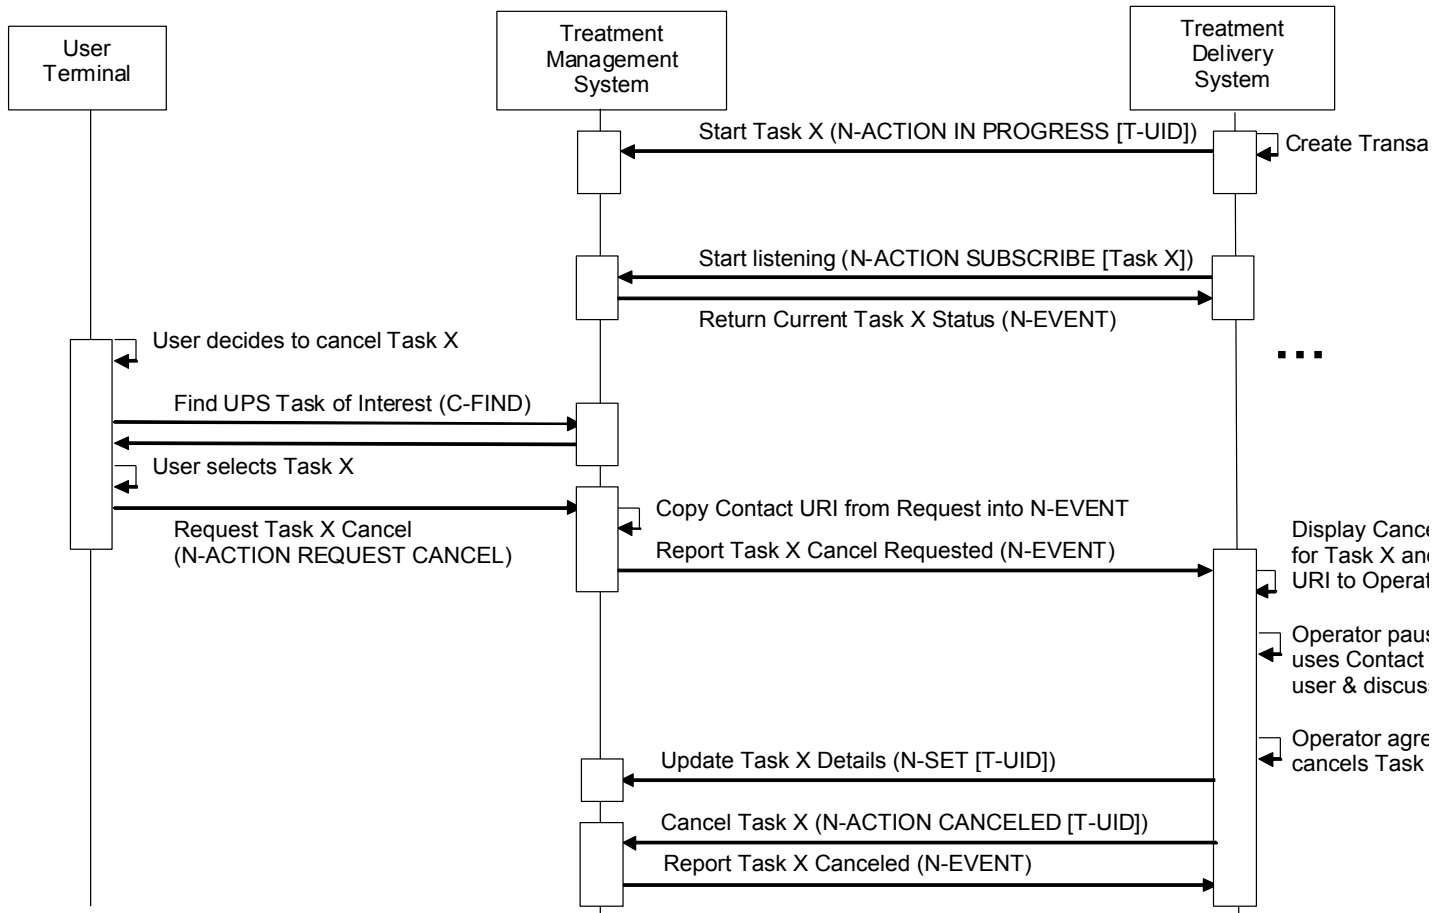 User
Terminal
Treatment
Management
System
Treatment
Delivery
System
Start Task X (N-ACTION IN PROGRESS [T-UID])
Create
Start listening (N-ACTION SUBSCRIBE [Task X])
Return Current Task X Status (N-EVENT)
User decides to cancel Task X
...
Find UPS Task of Interest (C-FIND)
User selects Task X
Copy Contact URI from Request into N-EVENT
Request Task X Cancel
(N-ACTION REQUEST CANCEL)
Report Task X Cancel Requested (N-EVENT)
Display
for Task X
URI to
Operator
uses Contact
user &
Operator
cancels Task
Update Task X Details (N-SET [T-UID])
Cancel Task X (N-ACTION CANCELED [T-UID])
Report Task X Canceled (N-EVENT)